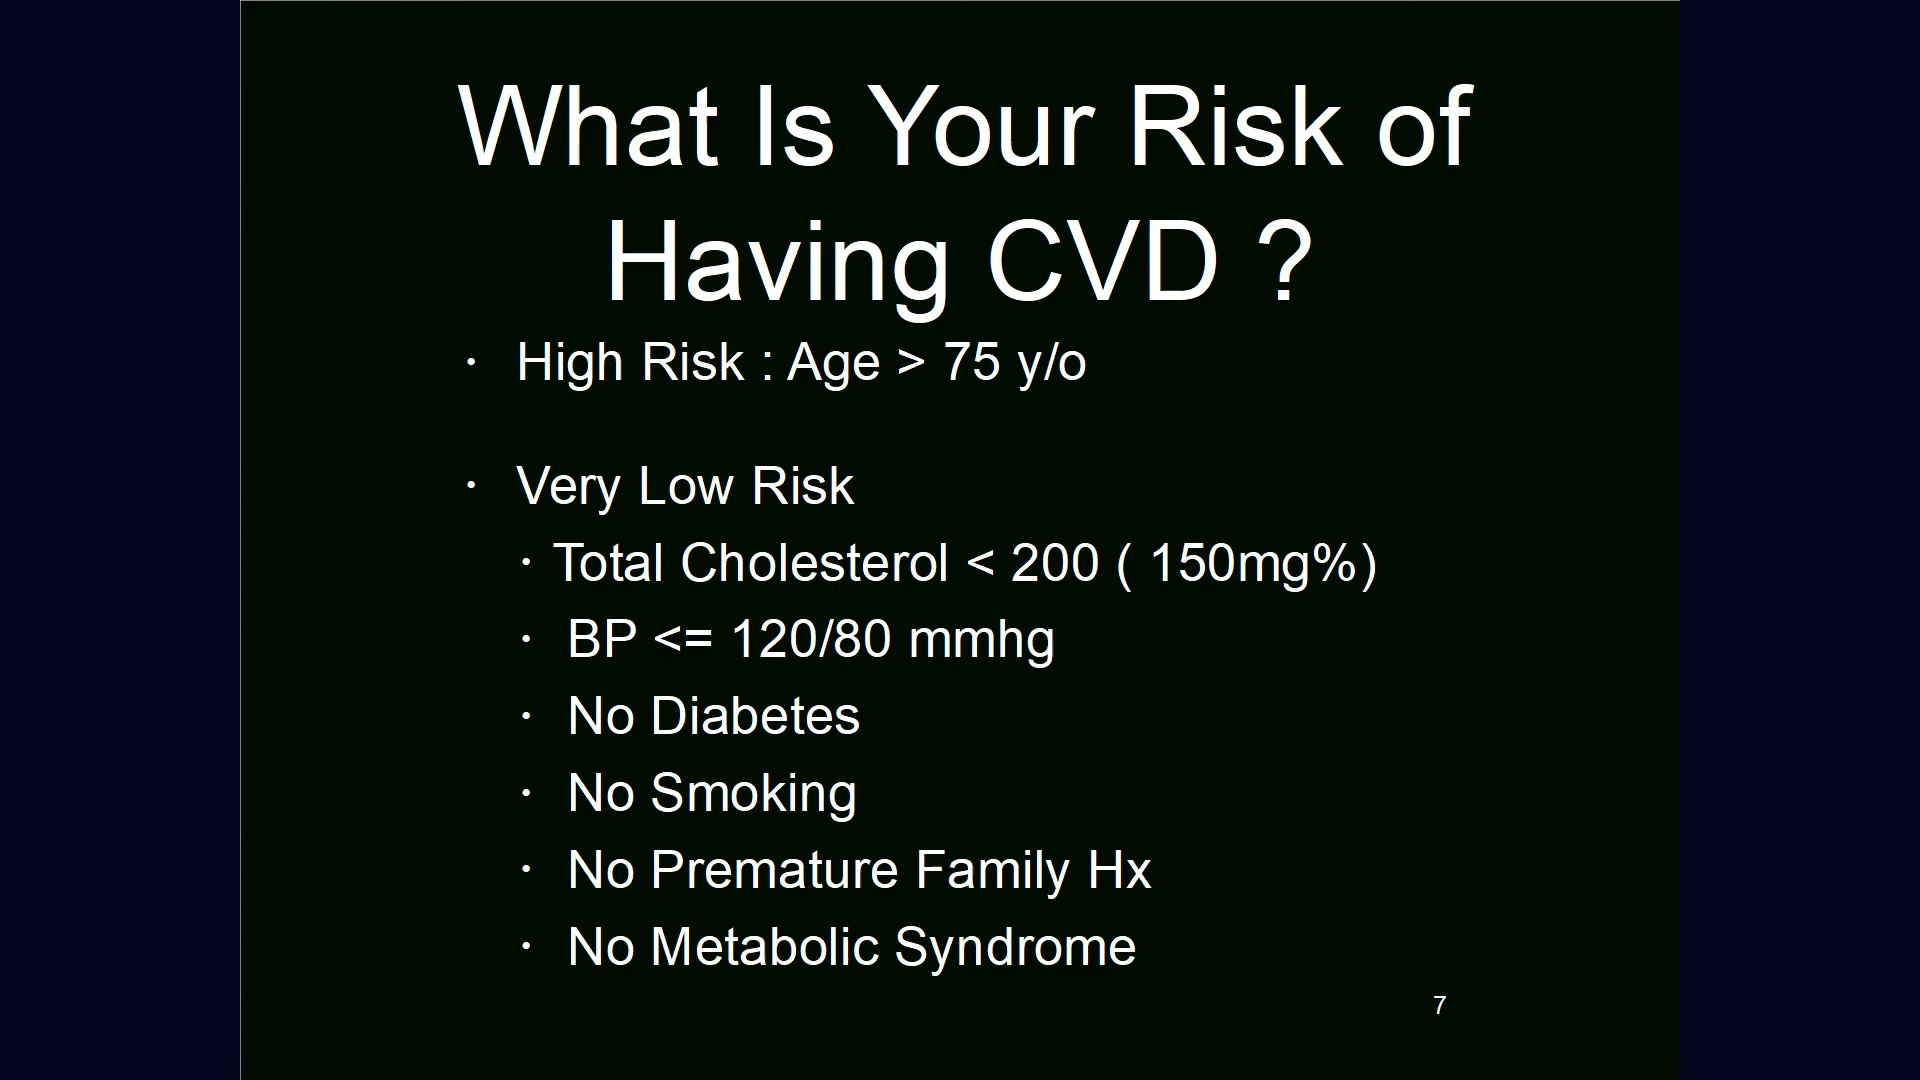 What Is Your Risk of
Having CVD ?
· High Risk : Age > 75 y/o
· Very Low Risk
· Total Cholesterol < 200 ( 150mg%)
· BP <= 120/80 mmhg
· No Diabetes
· No Smoking
· No Premature Family Hx
· No Metabolic Syndrome
7